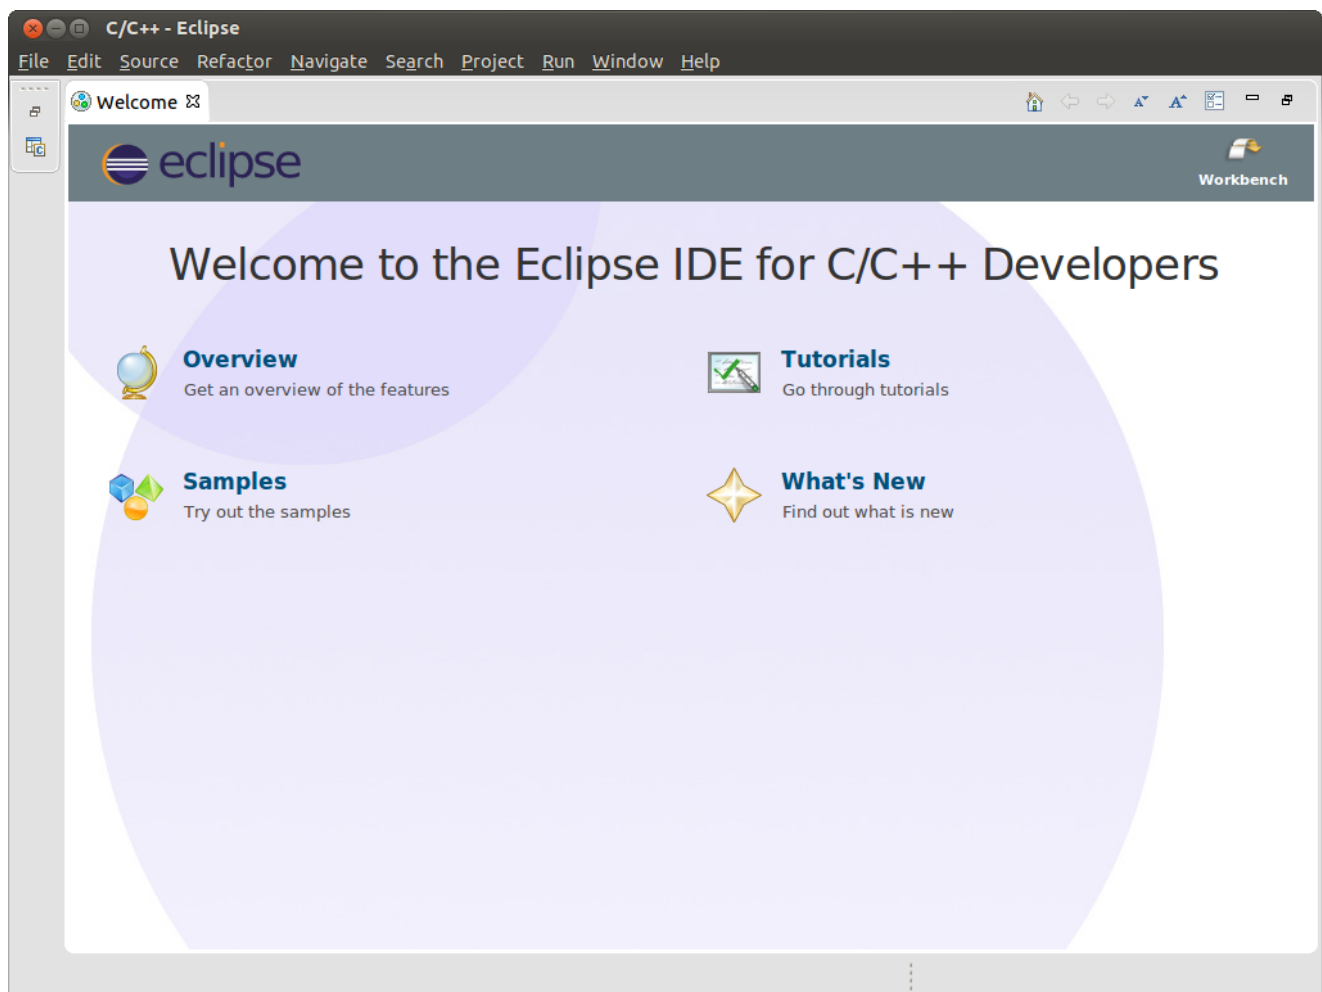 C/C++ - Eclipse
File Edit Source Refactor Navigate Search Project Run Window Help
Welcome
eclipse
Workbench
Welcome to the Eclipse IDE for C/C++ Developers
Overview
Get an overview of the features
Tutorials
Go through tutorials
Samples
Try out the samples
What's New
Find out what is new